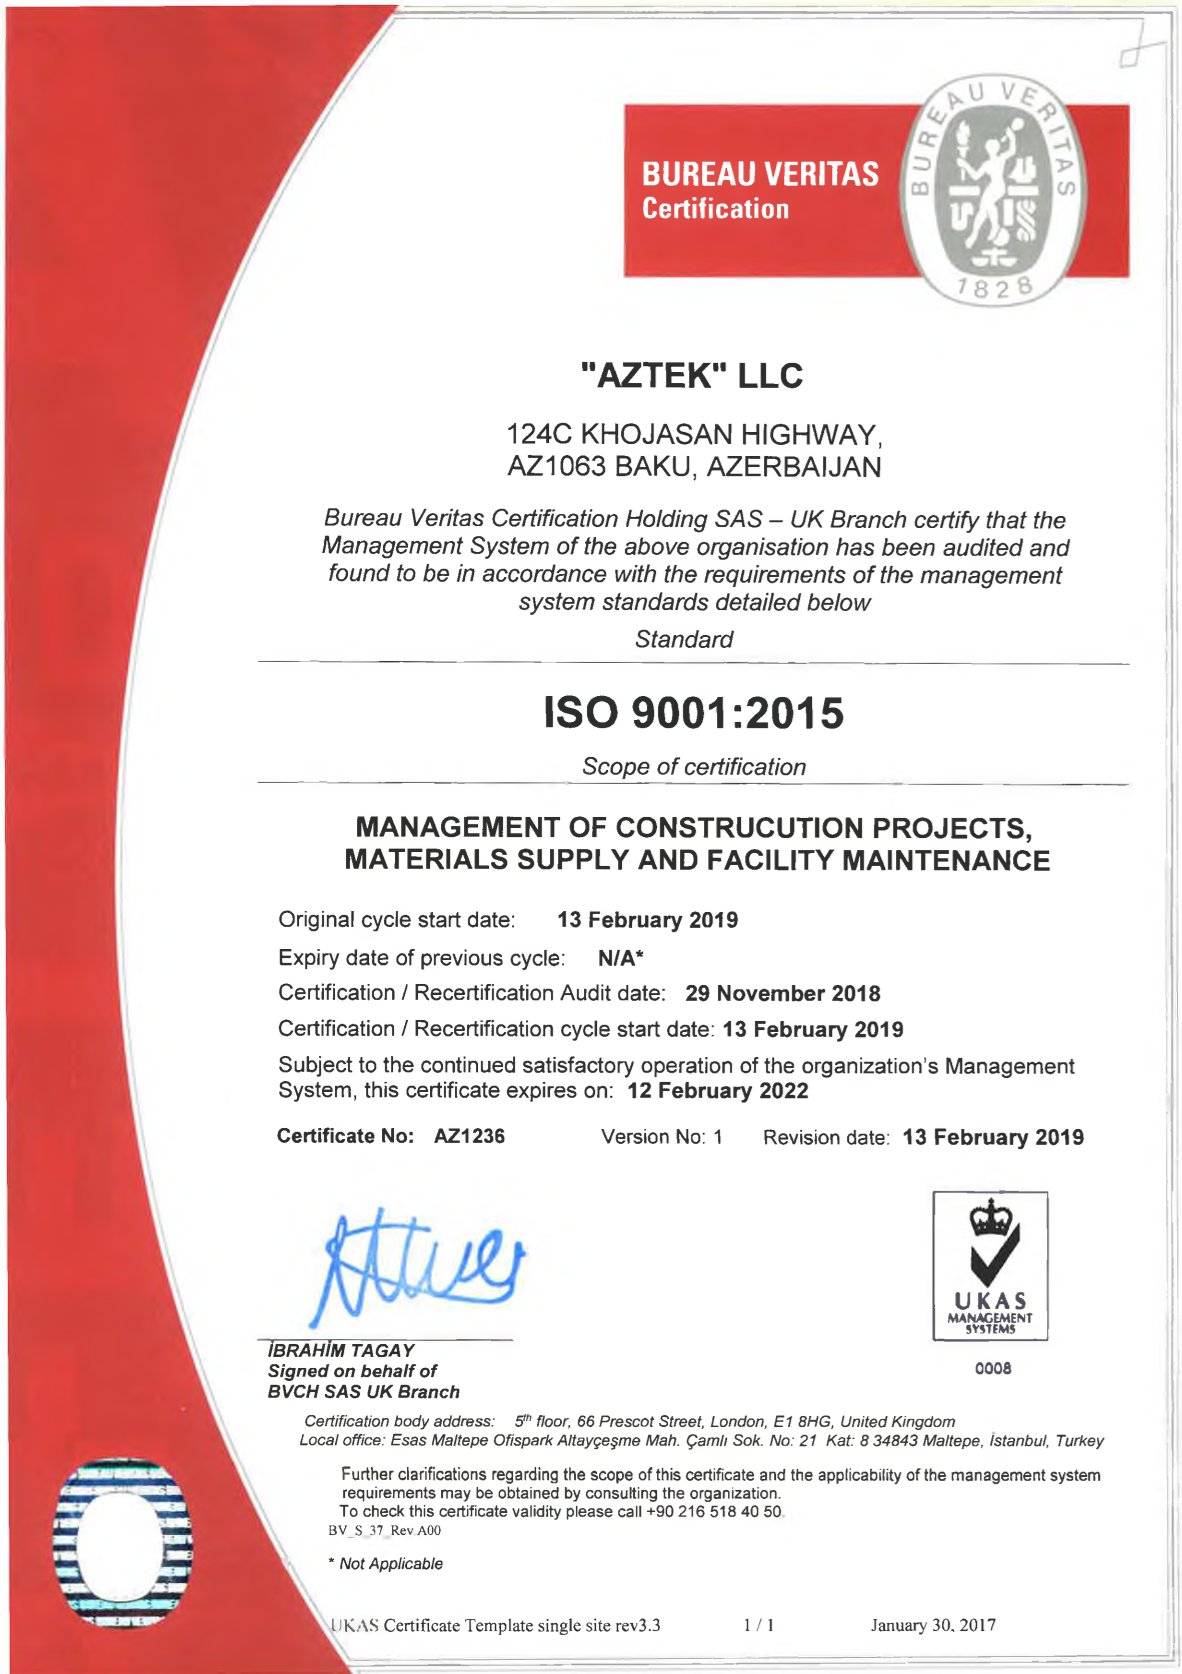 BUREAU VERITAS
Certification
BUREAU VERITAS
1828
"AZTEK" LLC
124C KHOJASAN HIGHWAY,
AZ1063 BAKU, AZERBAIJAN
Bureau Veritas Certification Holding SAS – UK Branch certify that the
Management System of the above organisation has been audited and
found to be in accordance with the requirements of the management
system standards detailed below
Standard
ISO 9001:2015
Scope of certification
MANAGEMENT OF CONSTRUCUTION PROJECTS,
MATERIALS SUPPLY AND FACILITY MAINTENANCE
Original cycle start date: 13 February 2019
Expiry date of previous cycle: N/A*
Certification / Recertification Audit date: 29 November 2018
Certification / Recertification cycle start date: 13 February 2019
Subject to the continued satisfactory operation of the organization's Management
System, this certificate expires on: 12 February 2022
Certificate No: AZ1236 Version No: 1 Revision date: 13 February 2019
UKAS
MANAGEMENT
SYSTEMS
0008
İBRAHİM TAGAY
Signed on behalf of
BVCH SAS UK Branch
Certification body address: 5th floor, 66 Prescot Street, London, E1 8HG, United Kingdom
Local office: Esas Maltepe Ofispark Altayçeşme Mah. Çamlı Sok. No: 21 Kat: 8 34843 Maltepe, İstanbul, Turkey
Further clarifications regarding the scope of this certificate and the applicability of the management system
requirements may be obtained by consulting the organization.
To check this certificate validity please call +90 216 518 40 50
BV_S_37_Rev.A00
* Not Applicable
UKAS Certificate Template single site rev3.3 1 / 1 January 30, 2017